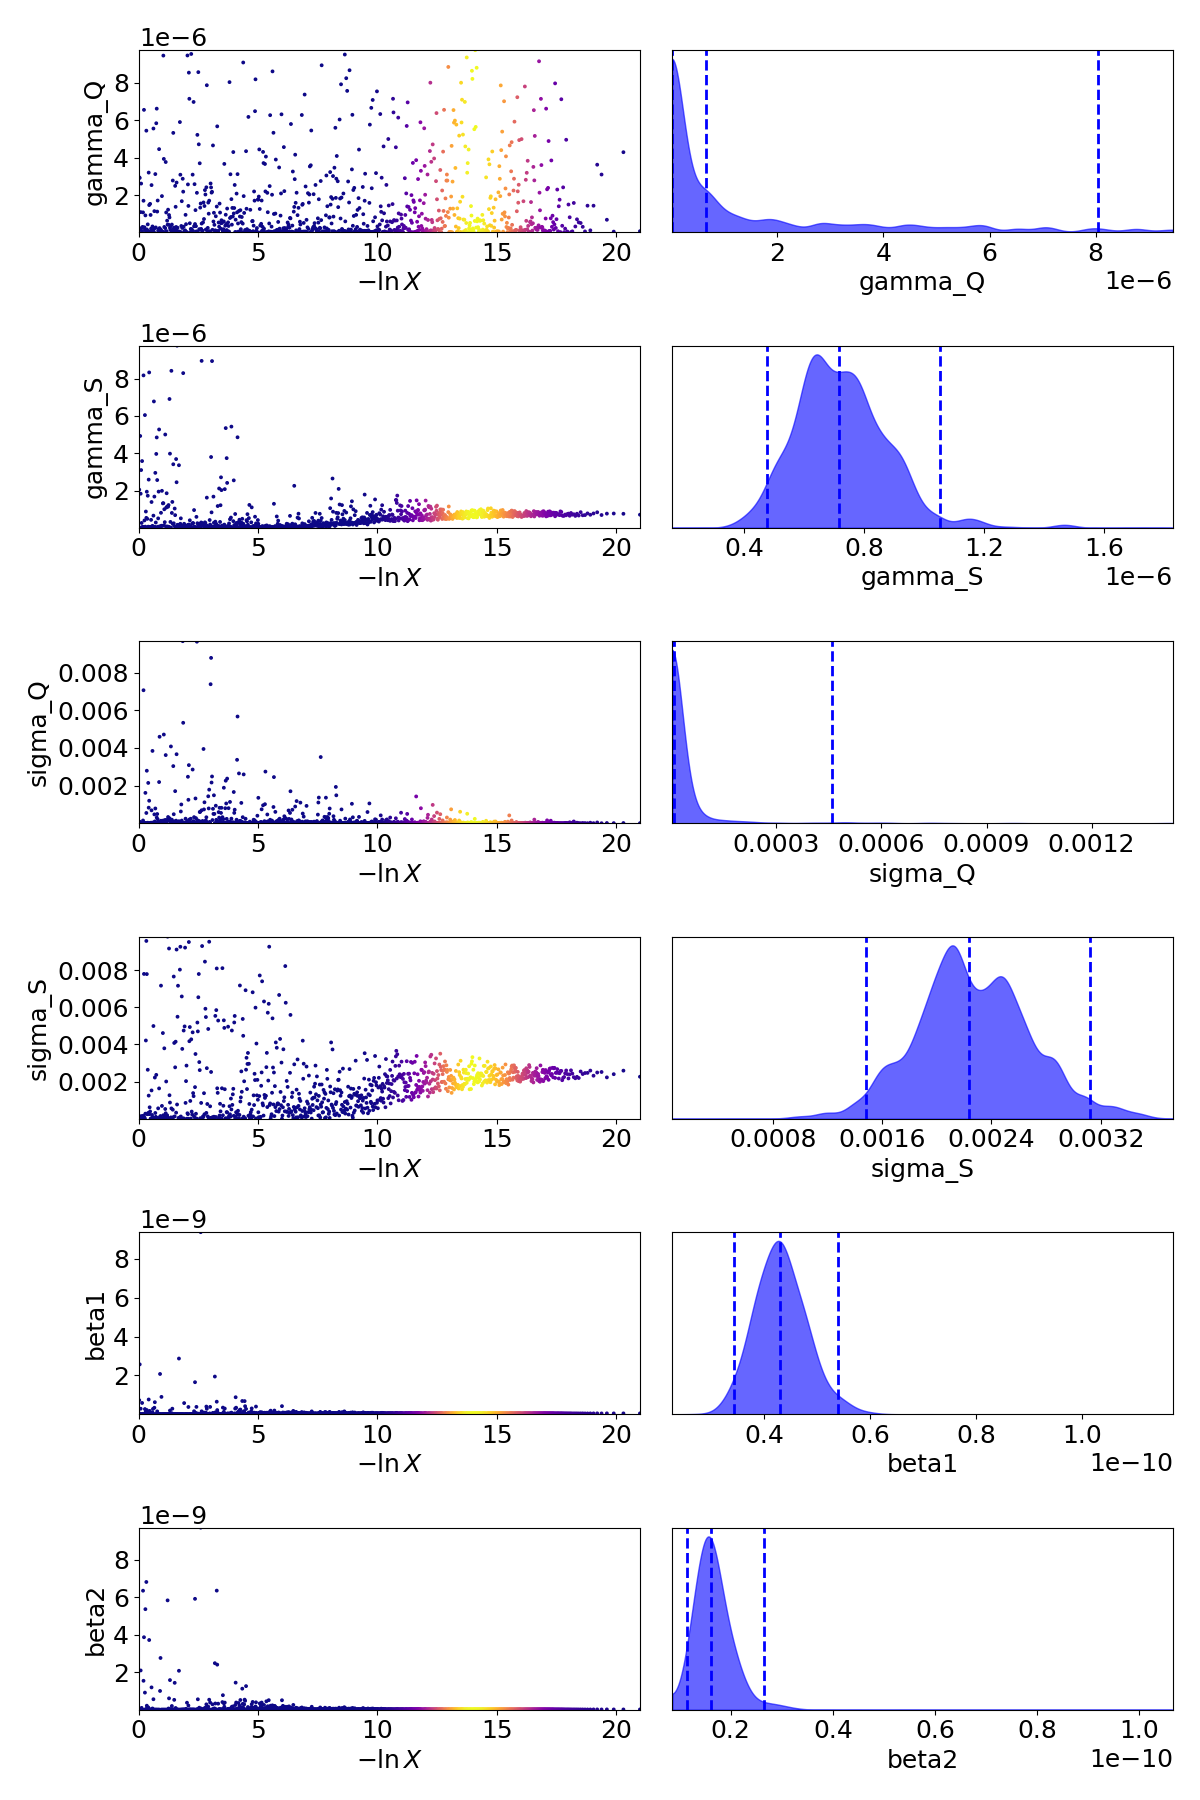 1e−6
gamma_Q
8
6
4
2
0 5 10 15 20
−ln X
2 4 6 8
gamma_Q 1e−6
1e−6
gamma_S
8
6
4
2
0 5 10 15 20
−ln X
0.4 0.8 1.2 1.6
gamma_S 1e−6
sigma_Q
0.008
0.006
0.004
0.002
0 5 10 15 20
−ln X
0.0003 0.0006 0.0009 0.0012
sigma_Q
sigma_S
0.008
0.006
0.004
0.002
0 5 10 15 20
−ln X
0.0008 0.0016 0.0024 0.0032
sigma_S
1e−9
beta1
8
6
4
2
0 5 10 15 20
−ln X
0.4 0.6 0.8 1.0
beta1 1e−10
1e−9
beta2
8
6
4
2
0 5 10 15 20
−ln X
0.2 0.4 0.6 0.8 1.0
beta2 1e−10